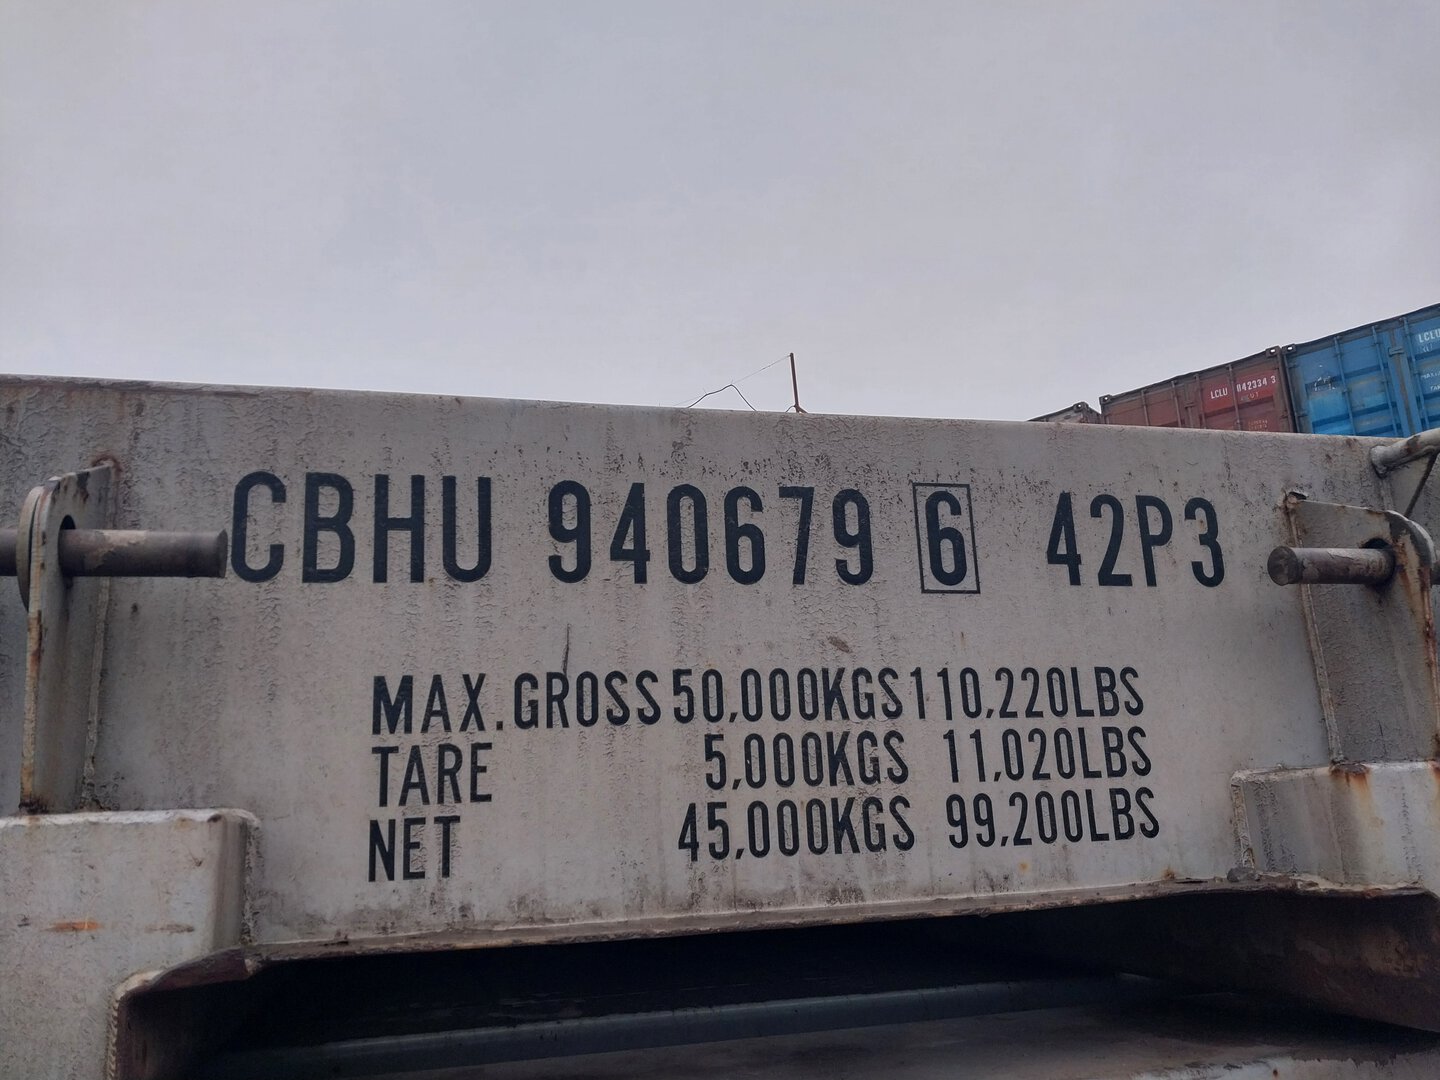 CBHU 940679 6 42P3
MAX.GROSS 50,000KGS 110,220LBS
TARE 5,000KGS 11,020LBS
NET 45,000KGS 99,200LBS
LCLU 042334 3
LCLU